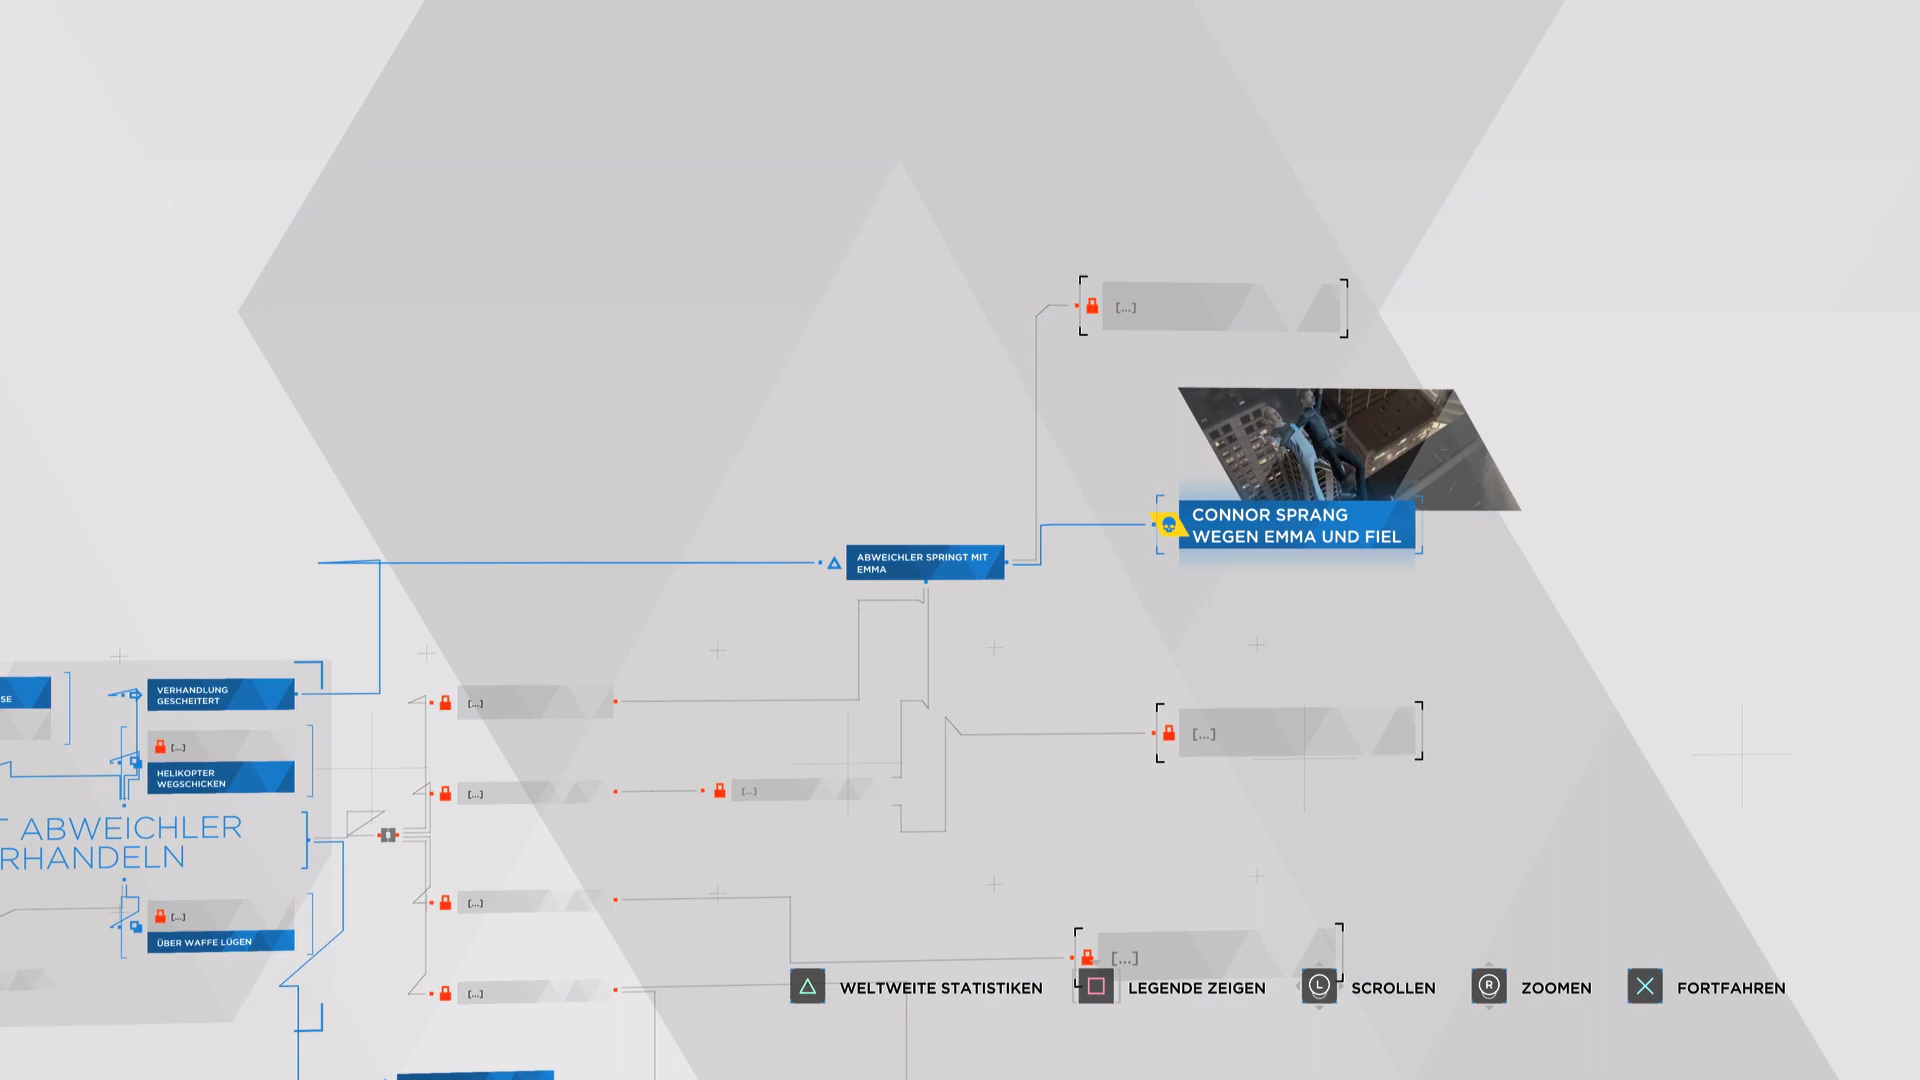 [...]
CONNOR SPRANG
WEGEN EMMA UND FIEL
ABWEICHLER SPRINGT MIT
EMMA
SE
VERHANDLUNG
GESCHEITERT
[...]
[...]
[...]
HELIKOPTER
WEGSCHICKEN
[...]
[...]
T ABWEICHLER
RHANDELN
[...]
[...]
ÜBER WAFFE LÜGEN
[...]
[...]
WELTWEITE STATISTIKEN
LEGENDE ZEIGEN
L
SCROLLEN
R
ZOOMEN
FORTFAHREN